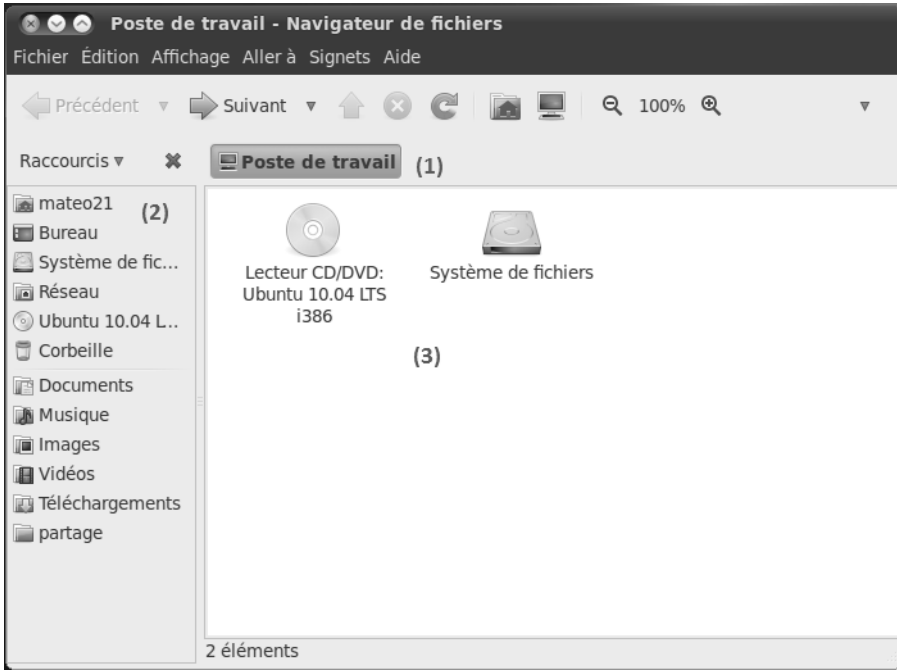 Poste de travail - Navigateur de fichiers
Fichier Édition Affichage Aller à Signets Aide
Précédent Suivant 100%
Raccourcis Poste de travail (1)
mateo21 (2)
Bureau
Système de fic...
Réseau
Ubuntu 10.04 L...
Corbeille
Documents
Musique
Images
Vidéos
Téléchargements
partage
Lecteur CD/DVD:
Ubuntu 10.04 LTS
i386
Système de fichiers
(3)
2 éléments